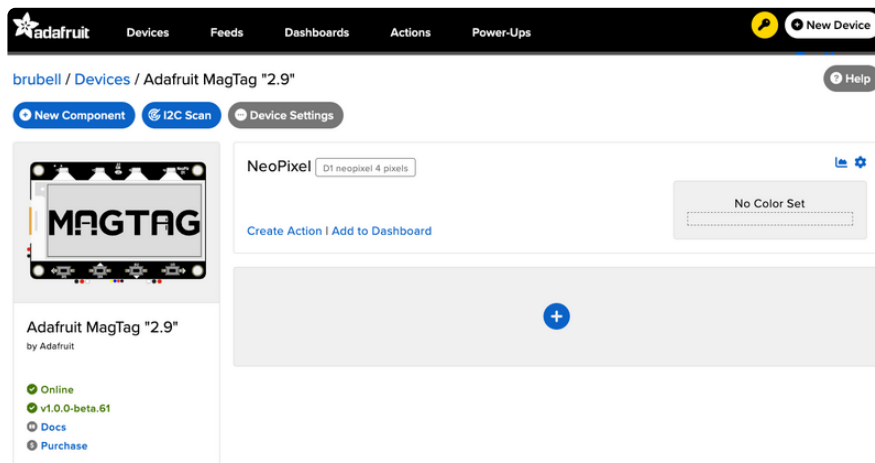 adafruit Devices Feeds Dashboards Actions Power-Ups New Device
brubell / Devices / Adafruit MagTag "2.9"
Help
New Component I2C Scan Device Settings
MAGTAG
Adafruit MagTag "2.9"
by Adafruit
Online
v1.0.0-beta.61
Docs
Purchase
NeoPixel D1 neopixel 4 pixels
No Color Set
Create Action | Add to Dashboard